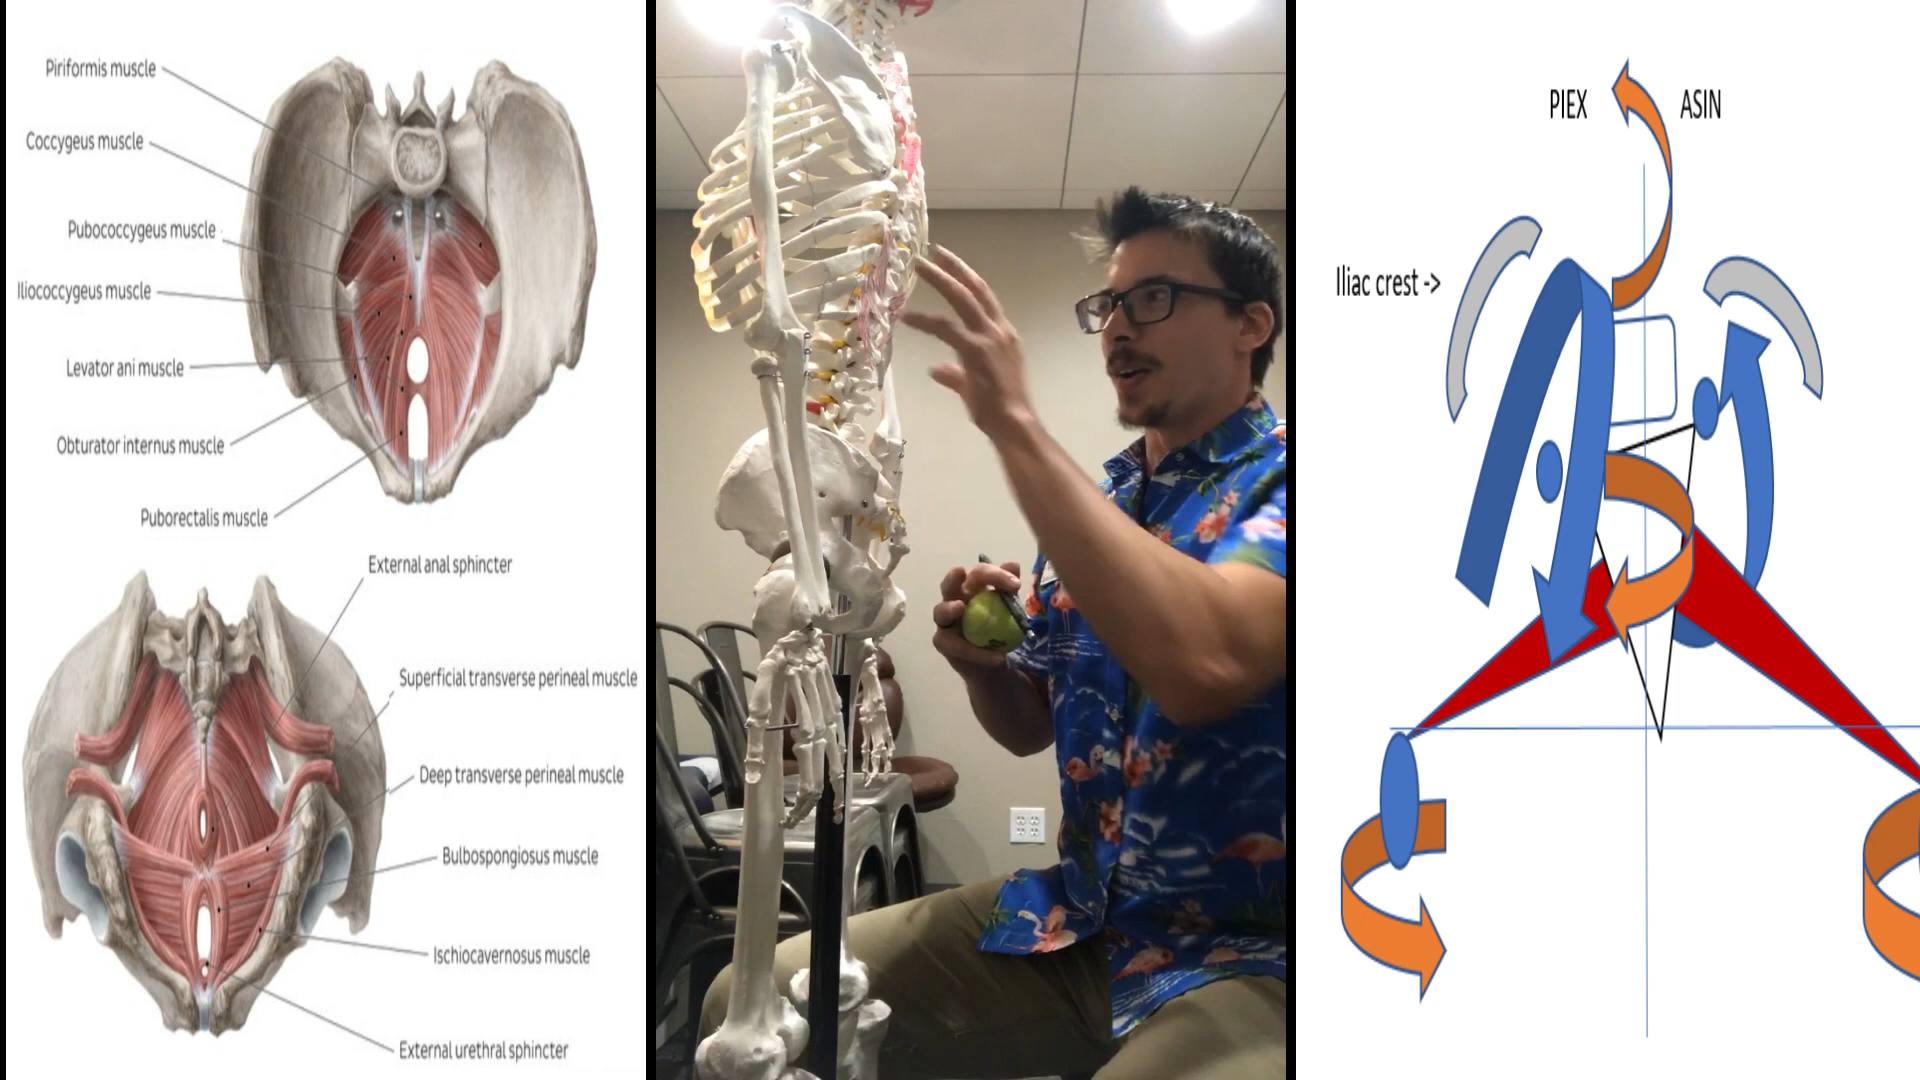 Piriformis muscle
Coccygeus muscle
Pubococcygeus muscle
Iliococcygeus muscle
Levator ani muscle
Obturator internus muscle
Puborectalis muscle
External anal sphincter
Superficial transverse perineal muscle
Deep transverse perineal muscle
Bulbospongiosus muscle
Ischiocavernosus muscle
External urethral sphincter
PIEX
ASIN
Iliac crest ->